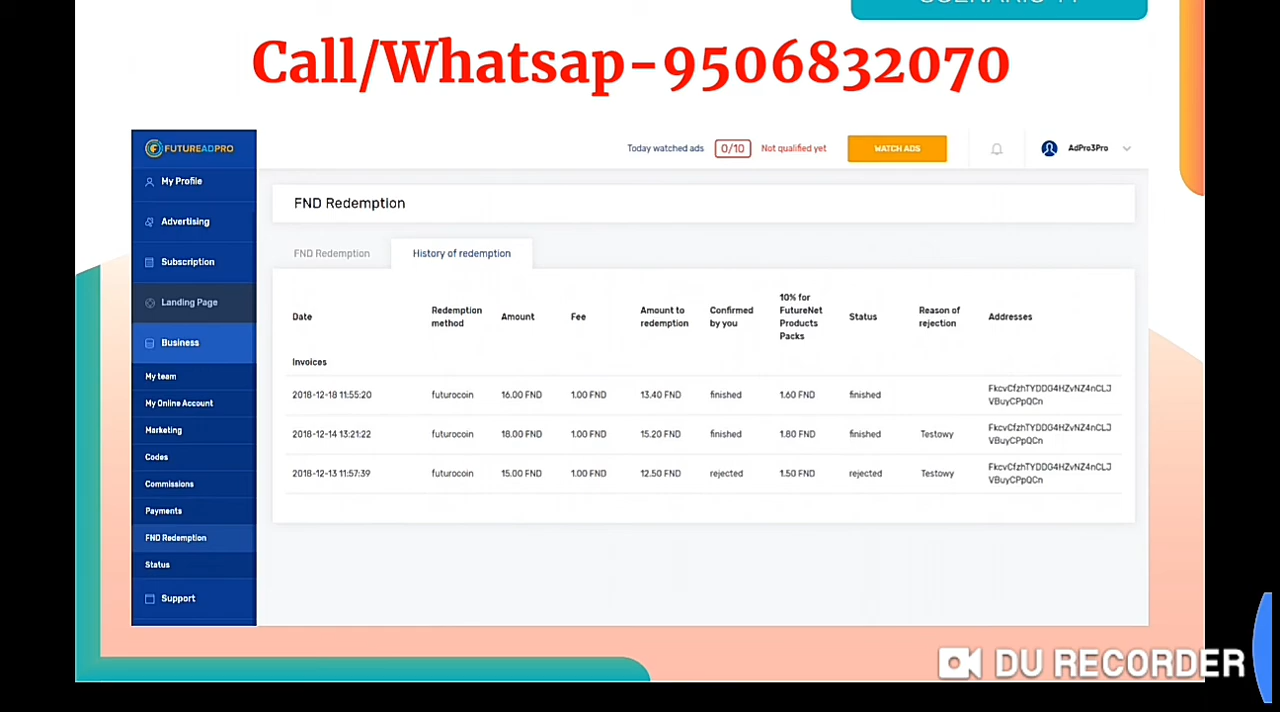 Call/Whatsap-9506832070
FUTUREADPRO
Today watched ads 0/10 Not qualified yet WATCH ADS AdPro3Pro
My Profile
Advertising
Subscription
Landing Page
Business
My team
My Online Account
Marketing
Codes
Commissions
Payments
FND Redemption
Status
Support
FND Redemption
FND Redemption History of redemption
Date Redemption method Amount Fee Amount to redemption Confirmed by you 10% for FutureNet Products Packs Status Reason of rejection Addresses
Invoices
2018-12-18 11:55:20 futurocoin 16.00 FND 1.00 FND 13.40 FND finished 1.60 FND finished FkcvCfzhTYDDG4HZvNZ4nCLJ
VBuyCPpQCn
2018-12-14 13:21:22 futurocoin 18.00 FND 1.00 FND 15.20 FND finished 1.80 FND finished Testowy FkcvCfzhTYDDG4HZvNZ4nCLJ
VBuyCPpQCn
2018-12-13 11:57:39 futurocoin 15.00 FND 1.00 FND 12.50 FND rejected 1.50 FND rejected Testowy FkcvCfzhTYDDG4HZvNZ4nCLJ
VBuyCPpQCn
DU RECORDER